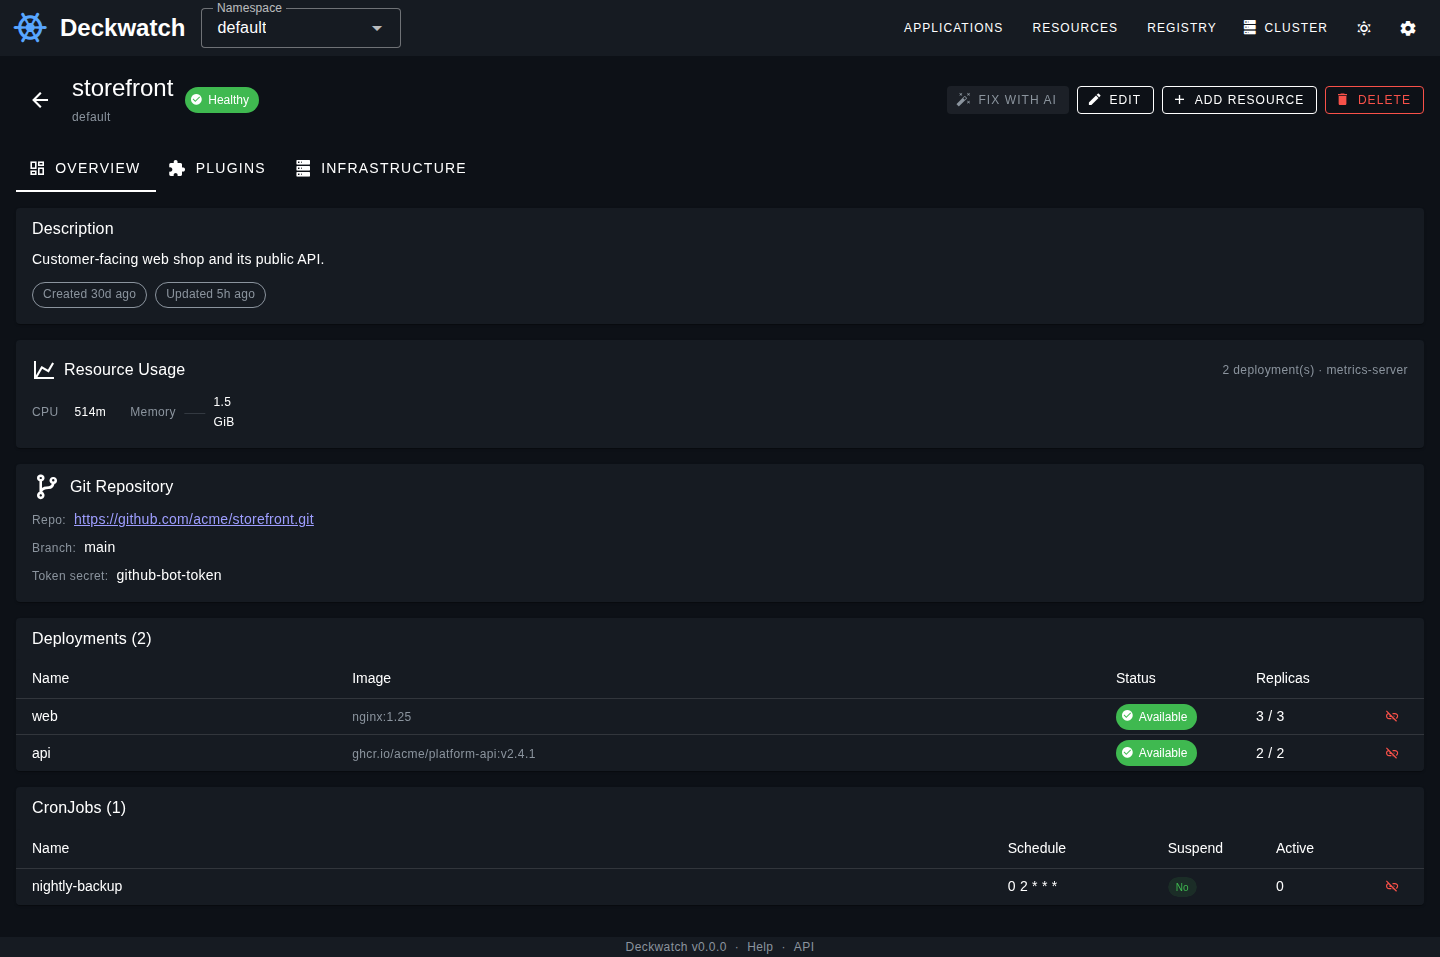 Deckwatch
Namespace
default
APPLICATIONS
RESOURCES
REGISTRY
CLUSTER
storefront
default
Healthy
FIX WITH AI
EDIT
ADD RESOURCE
DELETE
OVERVIEW
PLUGINS
INFRASTRUCTURE
Description
Customer-facing web shop and its public API.
Created 30d ago
Updated 5h ago
Resource Usage
2 deployment(s) · metrics-server
CPU 514m Memory 1.5
GiB
Git Repository
Repo: https://github.com/acme/storefront.git
Branch: main
Token secret: github-bot-token
Deployments (2)
Name Image Status Replicas
web nginx:1.25 Available 3 / 3
api ghcr.io/acme/platform-api:v2.4.1 Available 2 / 2
CronJobs (1)
Name Schedule Suspend Active
nightly-backup 0 2 * * * No 0
Deckwatch v0.0.0 · Help · API